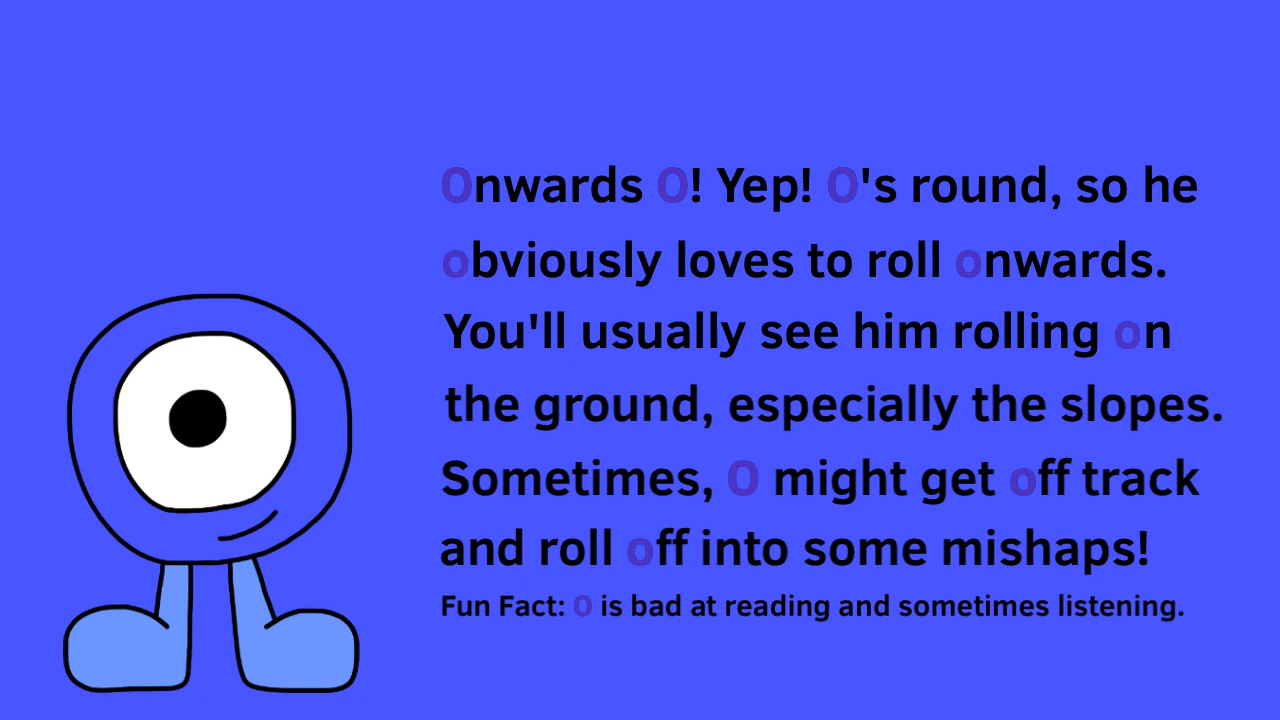 Onwards O! Yep! O's round, so he
obviously loves to roll onwards.
You'll usually see him rolling on
the ground, especially the slopes.
Sometimes, O might get off track
and roll off into some mishaps!
Fun Fact: O is bad at reading and sometimes listening.